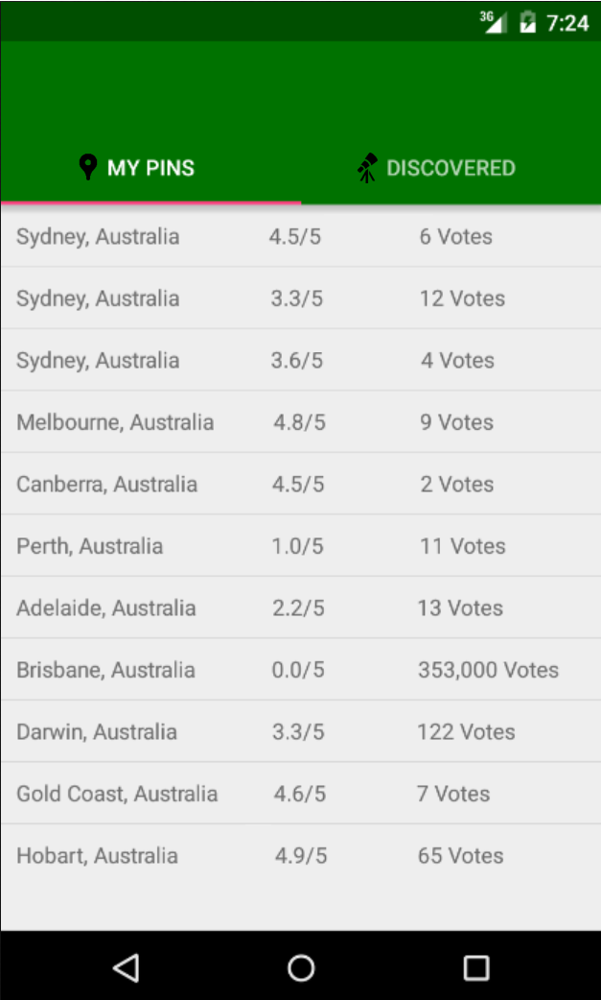 3G 7:24
MY PINS DISCOVERED
Sydney, Australia 4.5/5 6 Votes
Sydney, Australia 3.3/5 12 Votes
Sydney, Australia 3.6/5 4 Votes
Melbourne, Australia 4.8/5 9 Votes
Canberra, Australia 4.5/5 2 Votes
Perth, Australia 1.0/5 11 Votes
Adelaide, Australia 2.2/5 13 Votes
Brisbane, Australia 0.0/5 353,000 Votes
Darwin, Australia 3.3/5 122 Votes
Gold Coast, Australia 4.6/5 7 Votes
Hobart, Australia 4.9/5 65 Votes